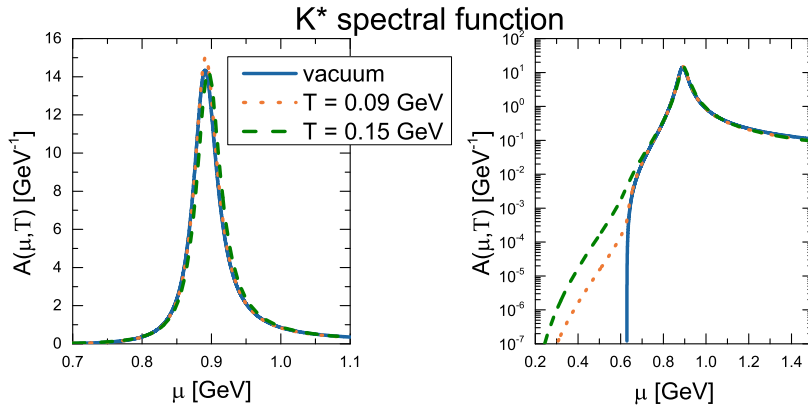 K* spectral function
A(μ,T) [GeV⁻¹]
16
14
12
10
8
6
4
2
0
0.7 0.8 0.9 1.0 1.1
μ [GeV]
vacuum
T = 0.09 GeV
T = 0.15 GeV
A(μ,T) [GeV⁻¹]
10²
10¹
10⁰
10⁻¹
10⁻²
10⁻³
10⁻⁴
10⁻⁵
10⁻⁶
10⁻⁷
0.2 0.4 0.6 0.8 1.0 1.2 1.4
μ [GeV]